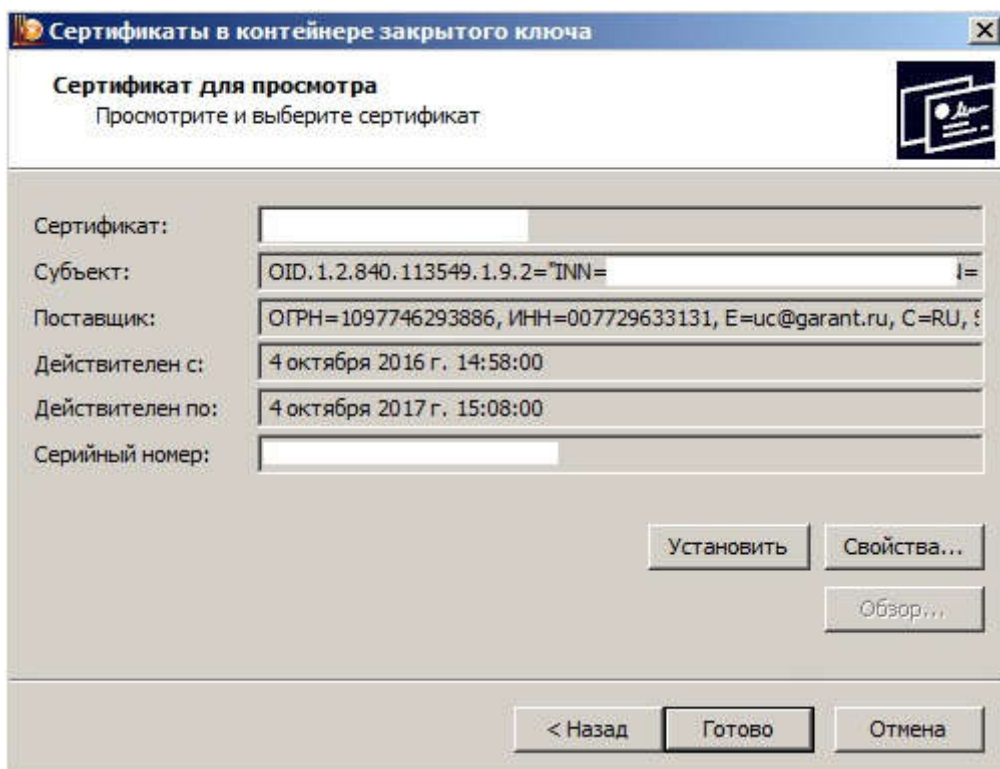 Сертификаты в контейнере закрытого ключа
Сертификат для просмотра
Просмотрите и выберите сертификат
Сертификат:
Субъект: OID.1.2.840.113549.1.9.2="INN= =
Поставщик: ОГРН=1097746293886, ИНН=007729633131, E=uc@garant.ru, C=RU,
Действителен с: 4 октября 2016 г. 14:58:00
Действителен по: 4 октября 2017 г. 15:08:00
Серийный номер:
Установить Свойства...
Обзор...
< Назад Готово Отмена